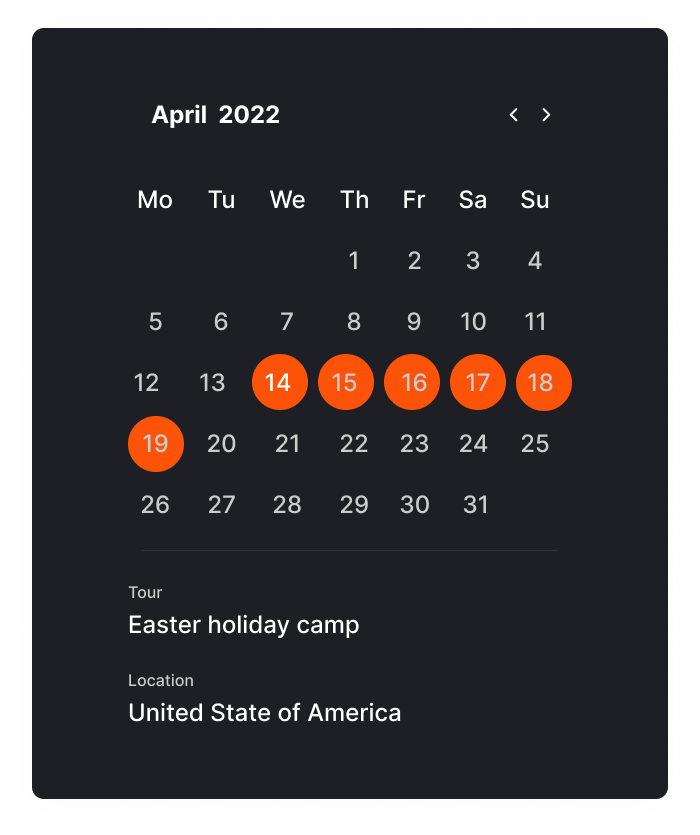 April 2022
Mo Tu We Th Fr Sa Su
1 2 3 4
5 6 7 8 9 10 11
12 13 14 15 16 17 18
19 20 21 22 23 24 25
26 27 28 29 30 31
Tour
Easter holiday camp
Location
United State of America